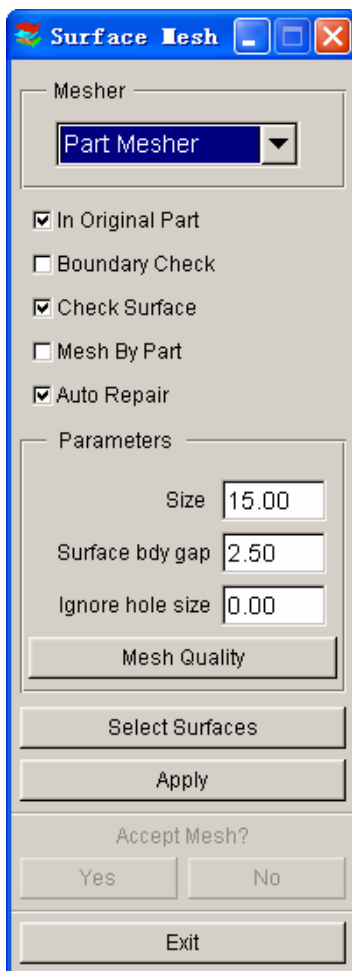 Surface Mesh
Mesher
Part Mesher
In Original Part
Boundary Check
Check Surface
Mesh By Part
Auto Repair
Parameters
Size 15.00
Surface bdy gap 2.50
Ignore hole size 0.00
Mesh Quality
Select Surfaces
Apply
Accept Mesh?
Yes No
Exit